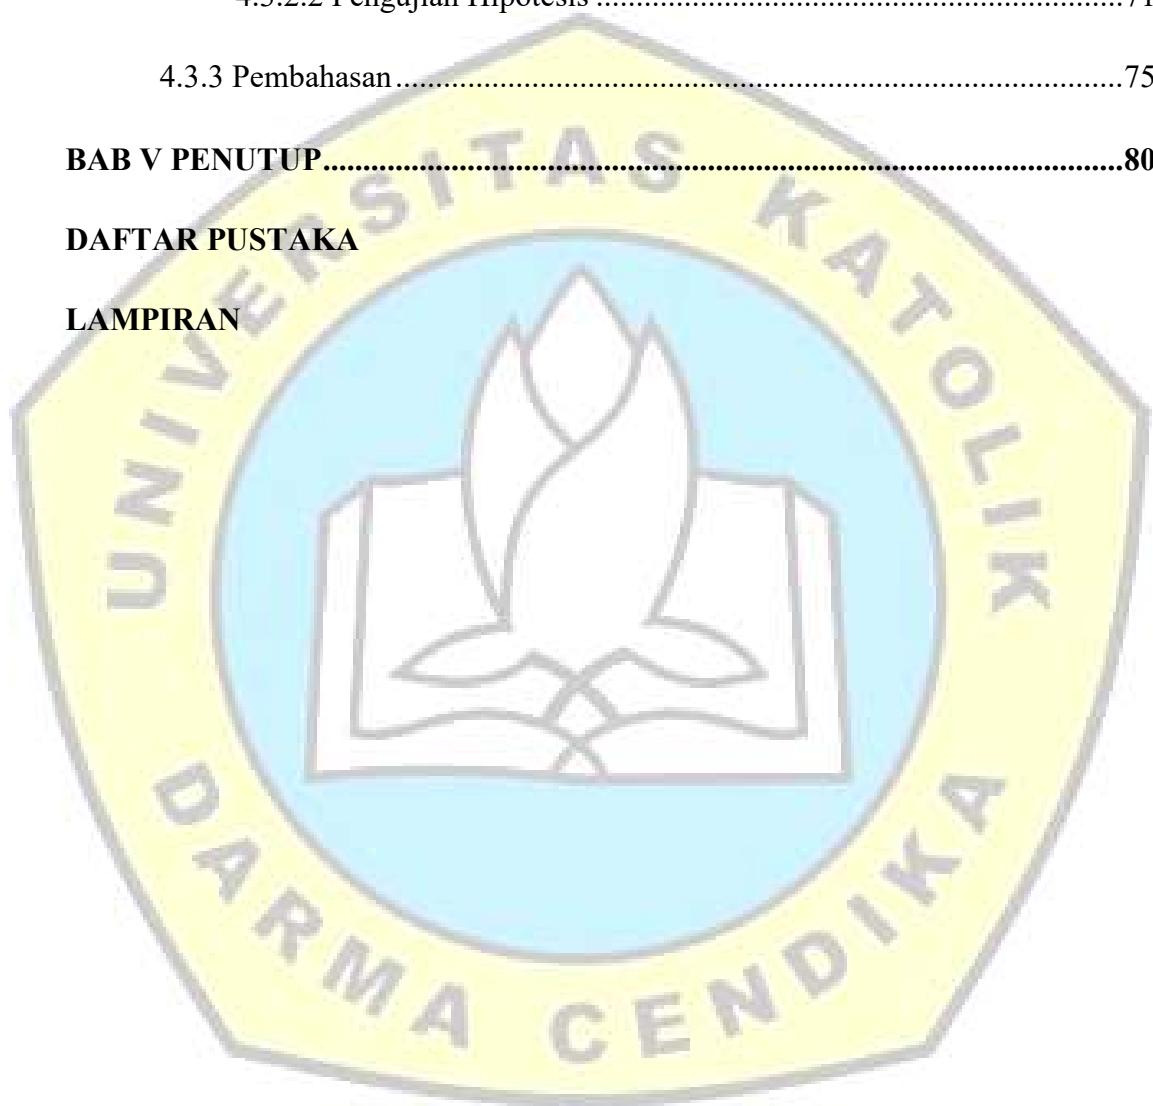 4.3.2.2 Pengujian Hipotesis ........................................................................71
4.3.3 Pembahasan.............................................................................................75
BAB V PENUTUP......................................................................................80
DAFTAR PUSTAKA
LAMPIRAN
UNIVERSITAS KATOLIK
DARMA CENDIKA